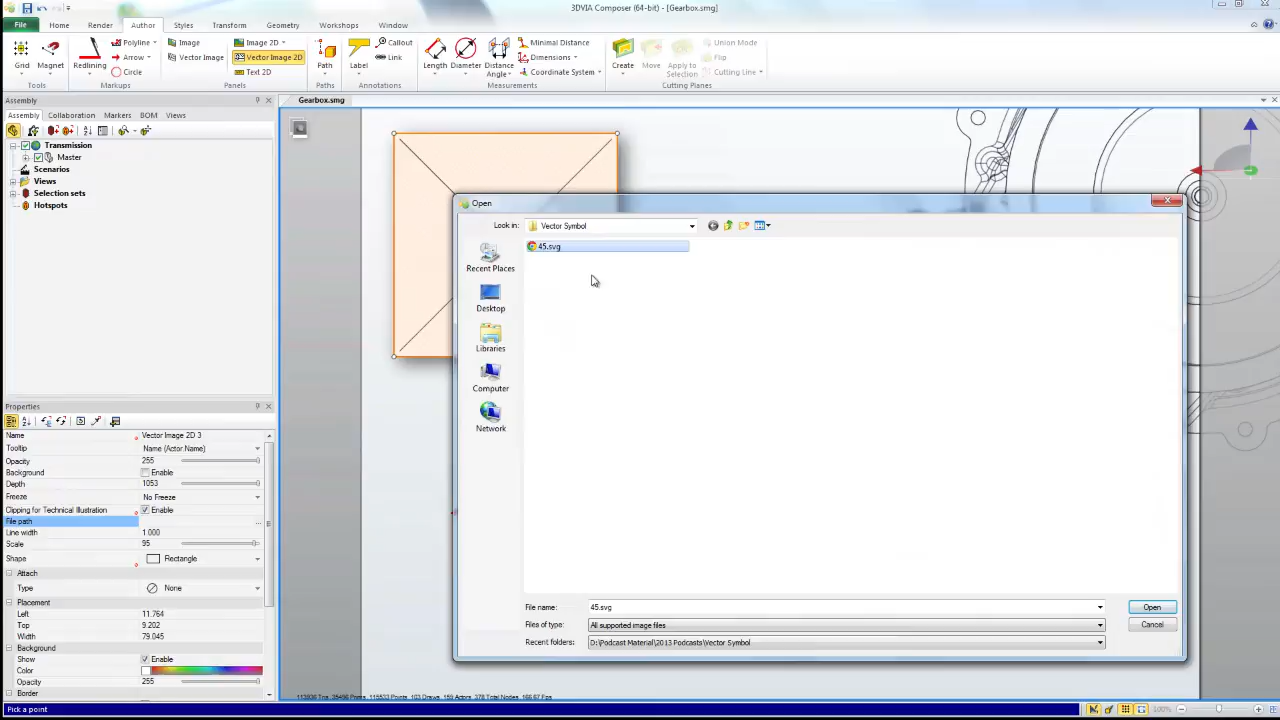 3DVIA Composer (64-bit) - [Gearbox.smg]
File Home Render Author Styles Transform Geometry Workshops Window
Grid Magnet Redlining Polyline Arrow Circle Image Vector Image Image 2D Vector Image 2D Text 2D Path Label Callout Link Length Diameter Distance Angle Minimal Distance Dimensions Coordinate System Create Move Apply to Selection Union Mode Flip Cutting Line
Tools Markups Panels Paths Annotations Measurements Cutting Planes
Assembly
Gearbox.smg
Assembly Collaboration Markers BOM Views
Transmission
Master
Scenarios
Views
Selection sets
Hotspots
Open
Look in: Vector Symbol
45.svg
Recent Places
Desktop
Libraries
Computer
Network
File name: 45.svg
Open
Files of type: All supported image files
Cancel
Recent folders: D:\Podcast Material\2013 Podcasts\Vector Symbol
Properties
Name Vector Image 2D 3
Tooltip Name (Actor.Name)
Opacity 255
Background Enable
Depth 1053
Freeze No Freeze
Clipping for Technical Illustration Enable
File path ...
Line width 1.000
Scale 95
Shape Rectangle
Attach
Type None
Placement
Left 11.764
Top 9.202
Width 79.045
Background
Show Enable
Color
Opacity 255
Border
Pick a point
100%